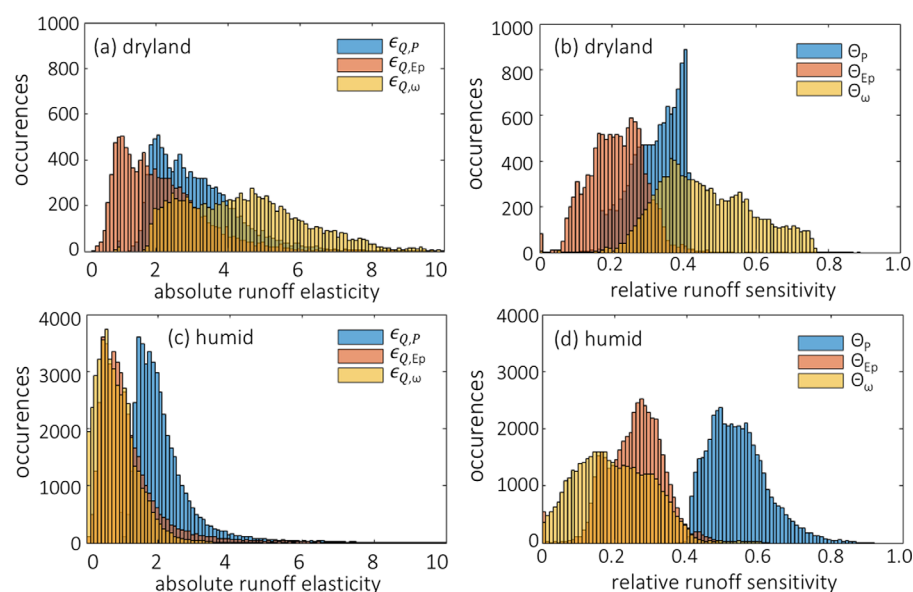 1000
800
600
400
200
0
occurences
(a) dryland
ϵQ,P
ϵQ,Ep
ϵQ,ω
0 2 4 6 8 10
absolute runoff elasticity
1000
800
600
400
200
0
occurences
(b) dryland
ΘP
ΘEp
Θω
0 0.2 0.4 0.6 0.8 1.0
relative runoff sensitivity
4000
3000
2000
1000
0
occurences
(c) humid
ϵQ,P
ϵQ,Ep
ϵQ,ω
0 2 4 6 8 10
absolute runoff elasticity
4000
3000
2000
1000
0
occurences
(d) humid
ΘP
ΘEp
Θω
0 0.2 0.4 0.6 0.8 1.0
relative runoff sensitivity